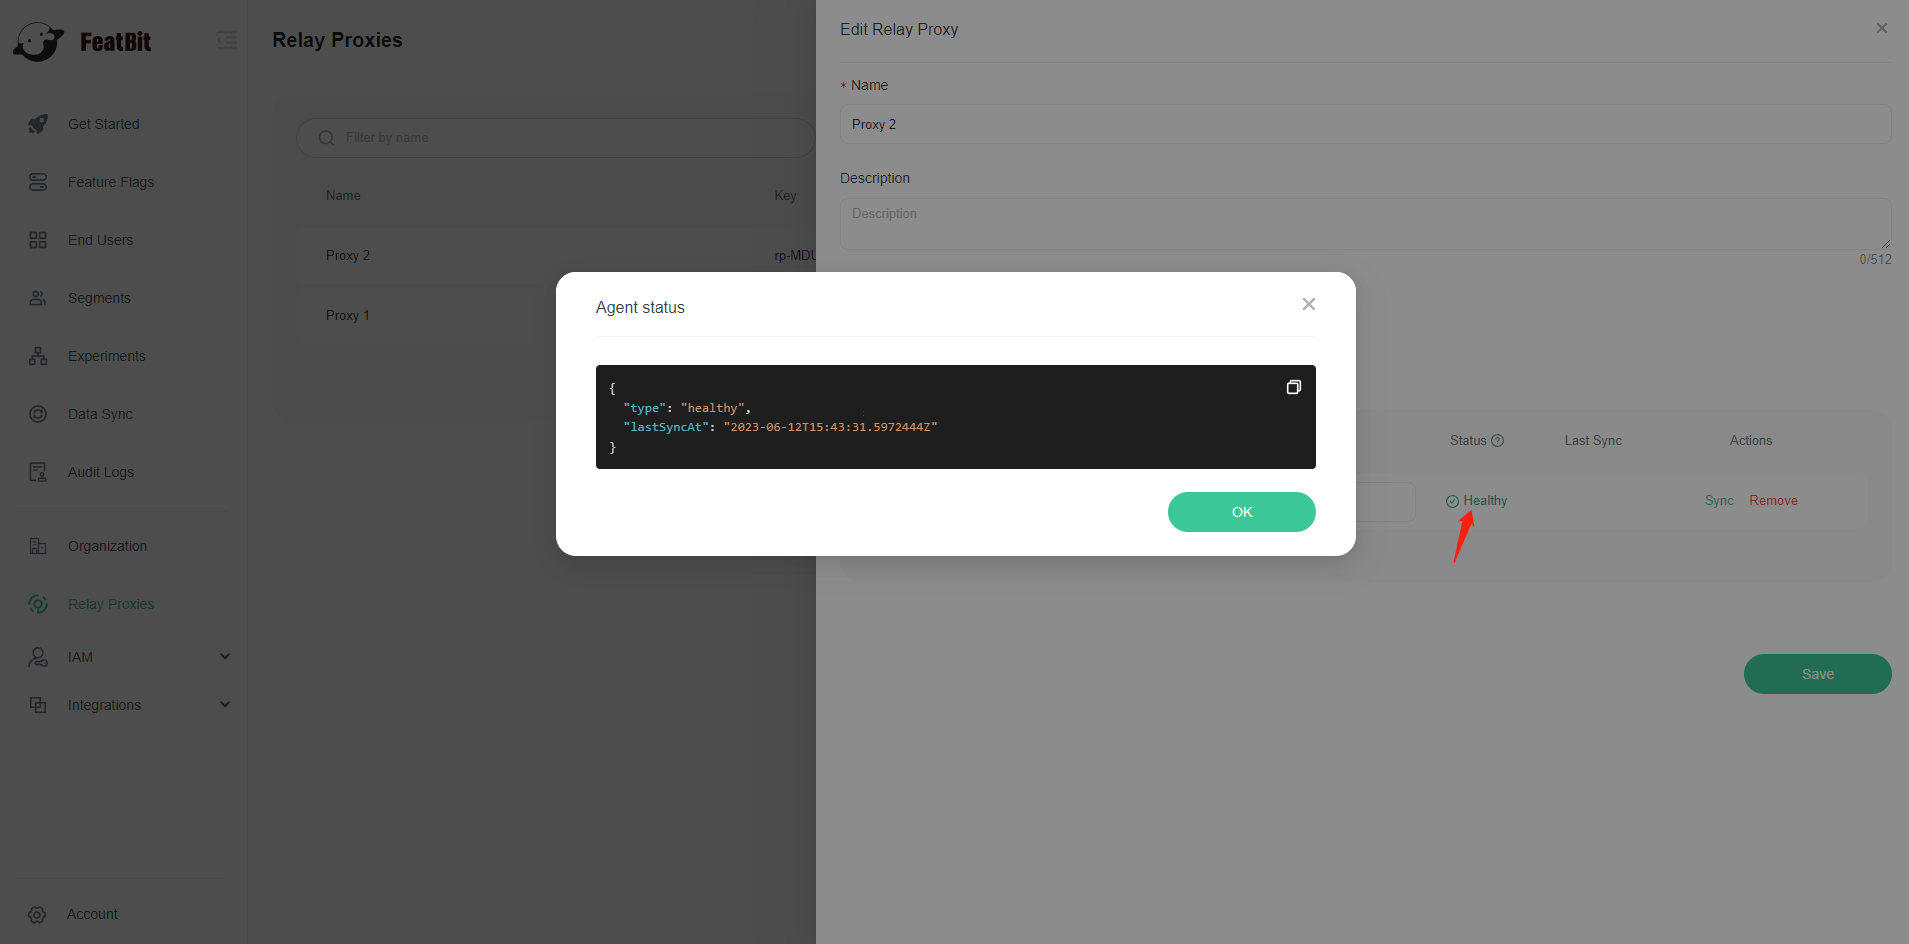 FeatBit
Get Started
Feature Flags
End Users
Segments
Experiments
Data Sync
Audit Logs
Organization
Relay Proxies
IAM
Integrations
Account
Relay Proxies
Filter by name
Name Key
Proxy 2 rp-MDU
Proxy 1
Edit Relay Proxy
* Name
Proxy 2
Description
Description
0/512
Status Last Sync Actions
Healthy Sync Remove
Save
Agent status
{
"type": "healthy",
"lastSyncAt": "2023-06-12T15:43:31.5972444Z"
}
OK